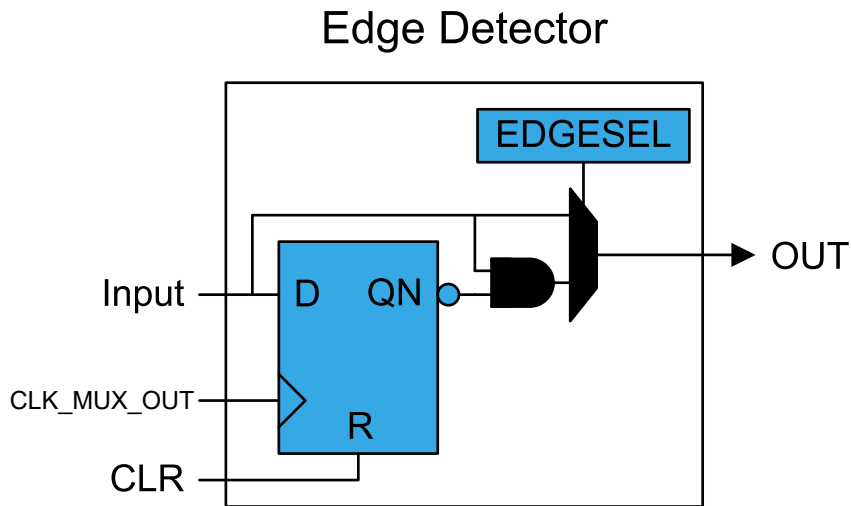 Edge Detector
EDGESEL
OUT
Input
D
QN
CLK_MUX_OUT
R
CLR